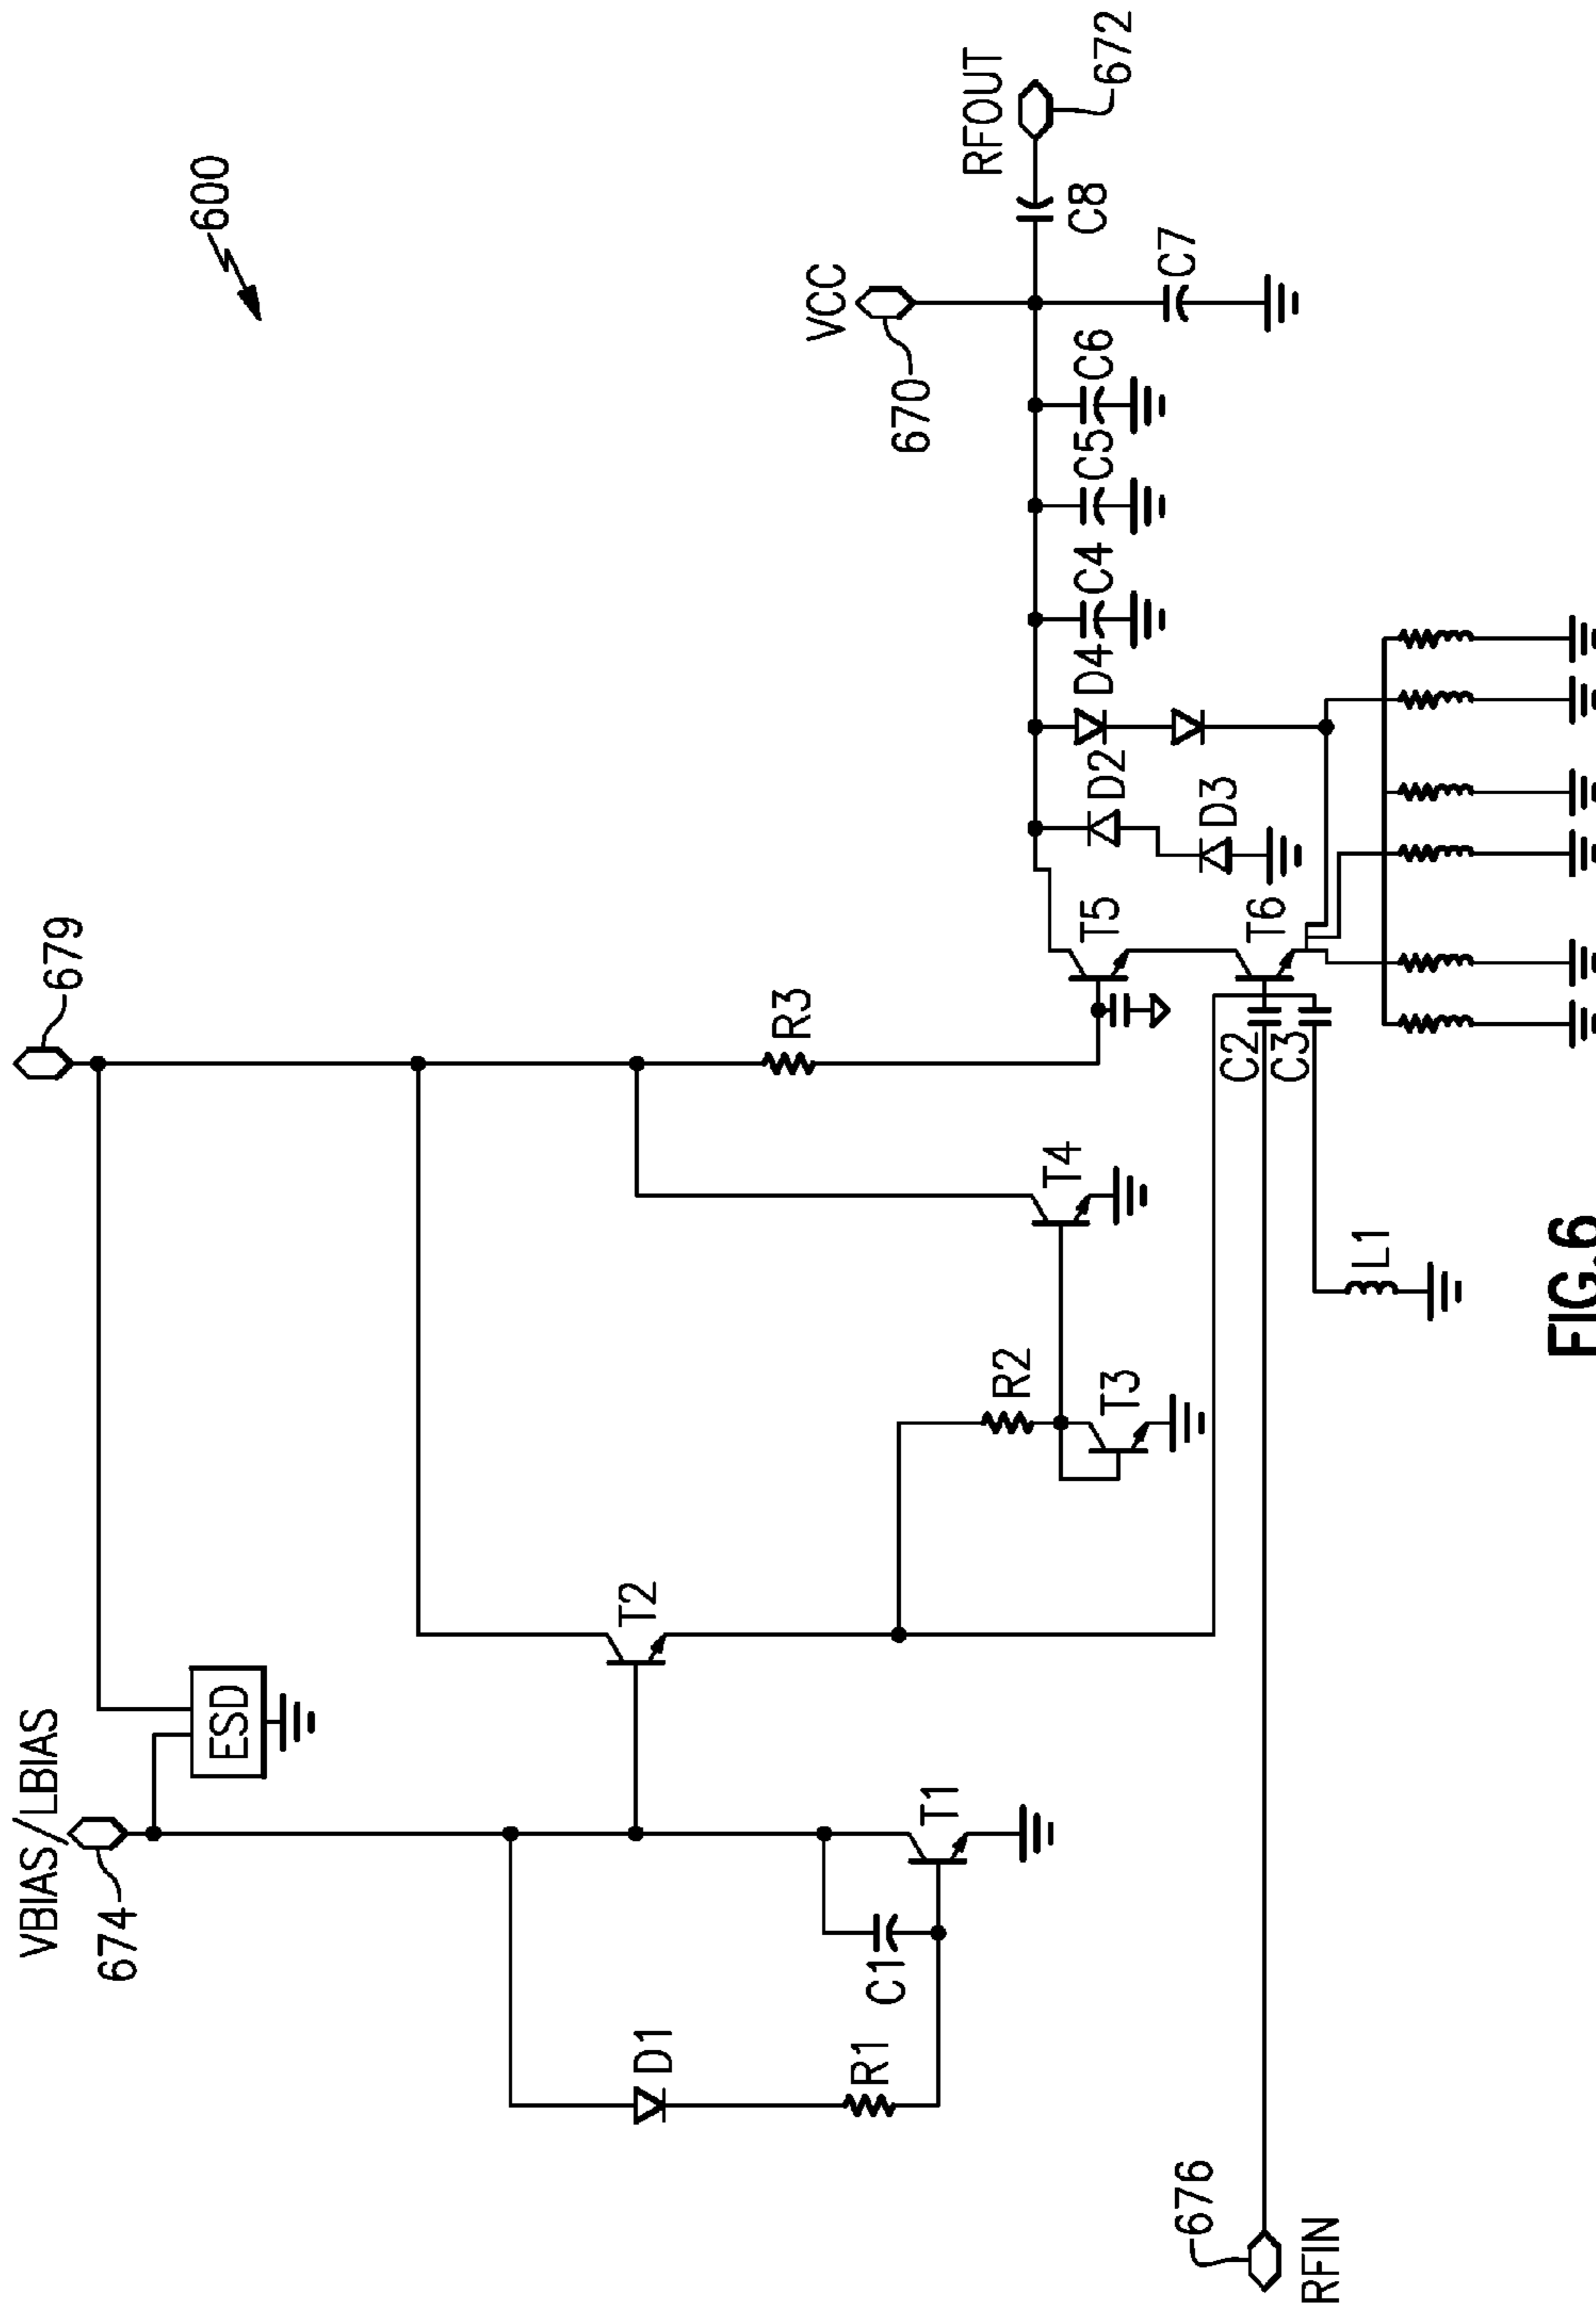 600
679
VBIAS/LBIAS
674
ESD
T2
D1
C1
T1
R1
R2
T3
T4
R3
T5
T6
C2
C3
L1
D2
D3
D4
C4
C5
C6
VCC
670
C7
C8
RFOUT
672
676
RFIN
FIG.6